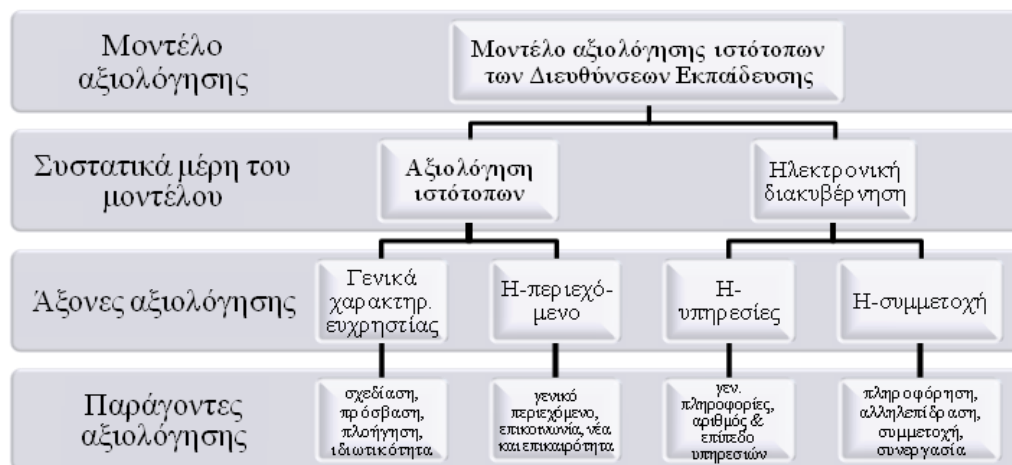 Μοντέλο
αξιολόγησης
Μοντέλο αξιολόγησης ιστότοπων
των Διευθύνσεων Εκπαίδευσης
Συστατικά μέρη του
μοντέλου
Αξιολόγηση
ιστότοπων
Ηλεκτρονική
διακυβέρνηση
Άξονες αξιολόγησης
Γενικά
χαρακτηρ.
ευχρηστίας
Η-περιεχό-
μενο
Η-
υπηρεσίες
Η-συμμετοχή
Παράγοντες
αξιολόγησης
σχεδίαση,
πρόσβαση,
πλοήγηση,
ιδιωτικότητα
γενικό
περιεχόμενο,
επικοινωνία, νέα
και επικαιρότητα
γεν.
πληροφορίες,
αριθμός &
επίπεδο
υπηρεσιών
πληροφόρηση,
αλληλεπίδραση,
συμμετοχή,
συνεργασία